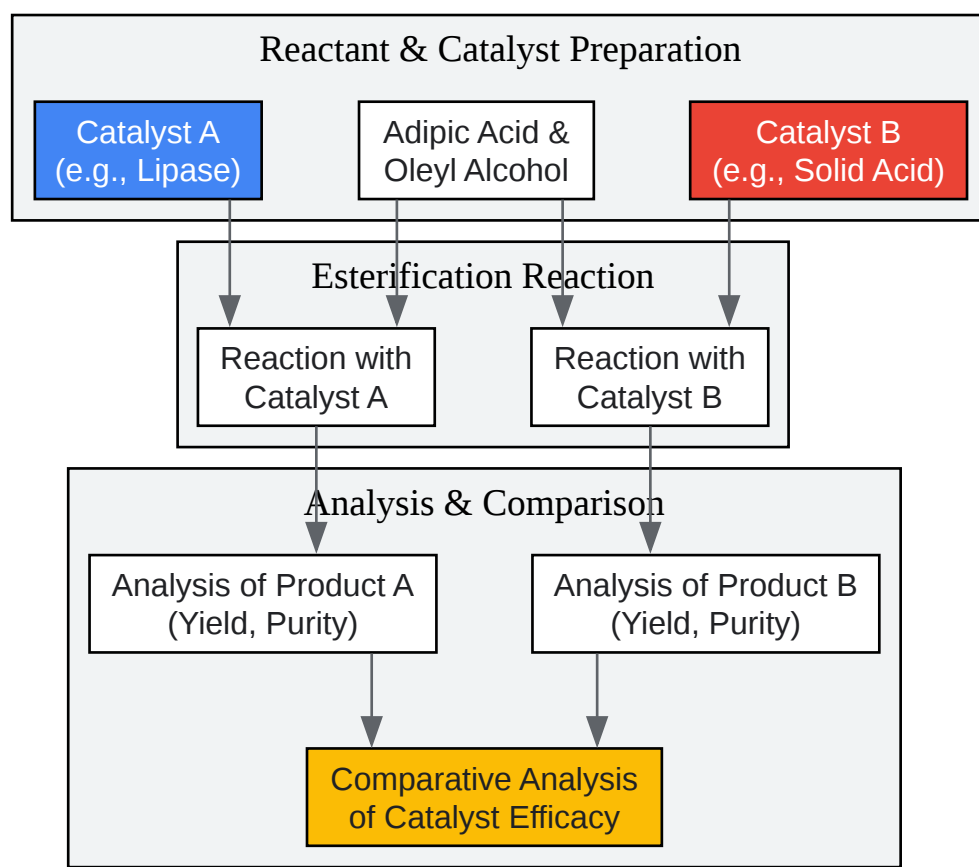 Reactant & Catalyst Preparation
Catalyst A
(e.g., Lipase)
Adipic Acid &
Oleyl Alcohol
Catalyst B
(e.g., Solid Acid)
Esterification Reaction
Reaction with
Catalyst A
Reaction with
Catalyst B
Analysis & Comparison
Analysis of Product A
(Yield, Purity)
Analysis of Product B
(Yield, Purity)
Comparative Analysis
of Catalyst Efficacy